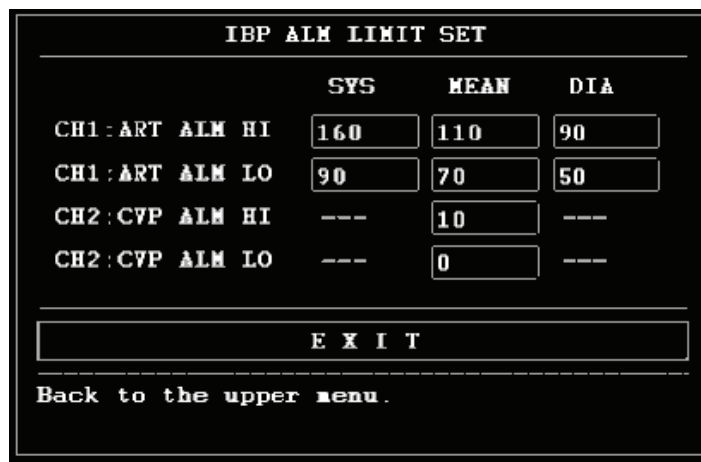 IBP ALM LIMIT SET
SYS MEAN DIA
CH1:ART ALM HI 160 110 90
CH1:ART ALM LO 90 70 50
CH2:CVP ALM HI --- 10 ---
CH2:CVP ALM LO --- 0 ---
E X I T
Back to the upper menu.